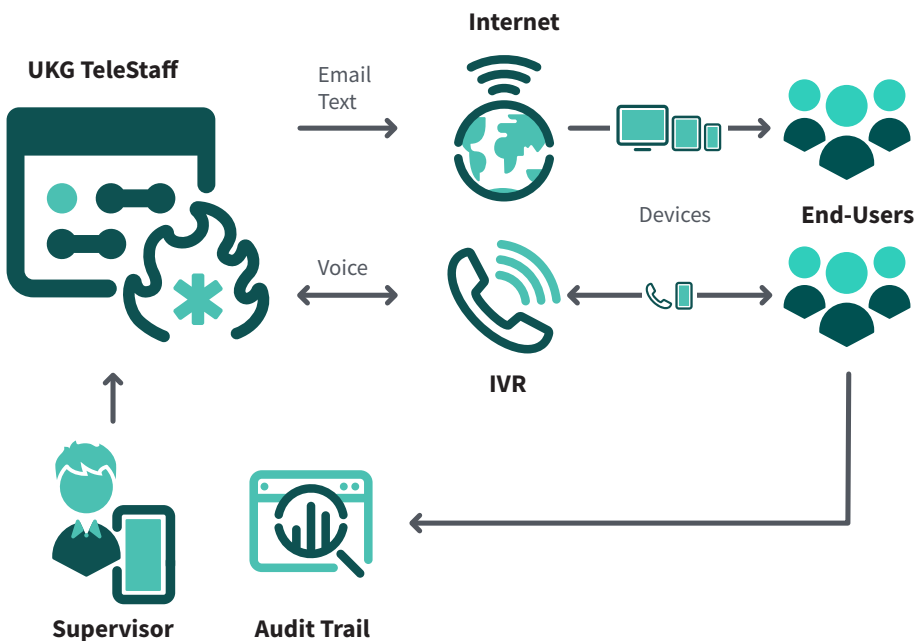 Internet
UKG TeleStaff
Email
Text
Devices
End-Users
Voice
IVR
Supervisor
Audit Trail